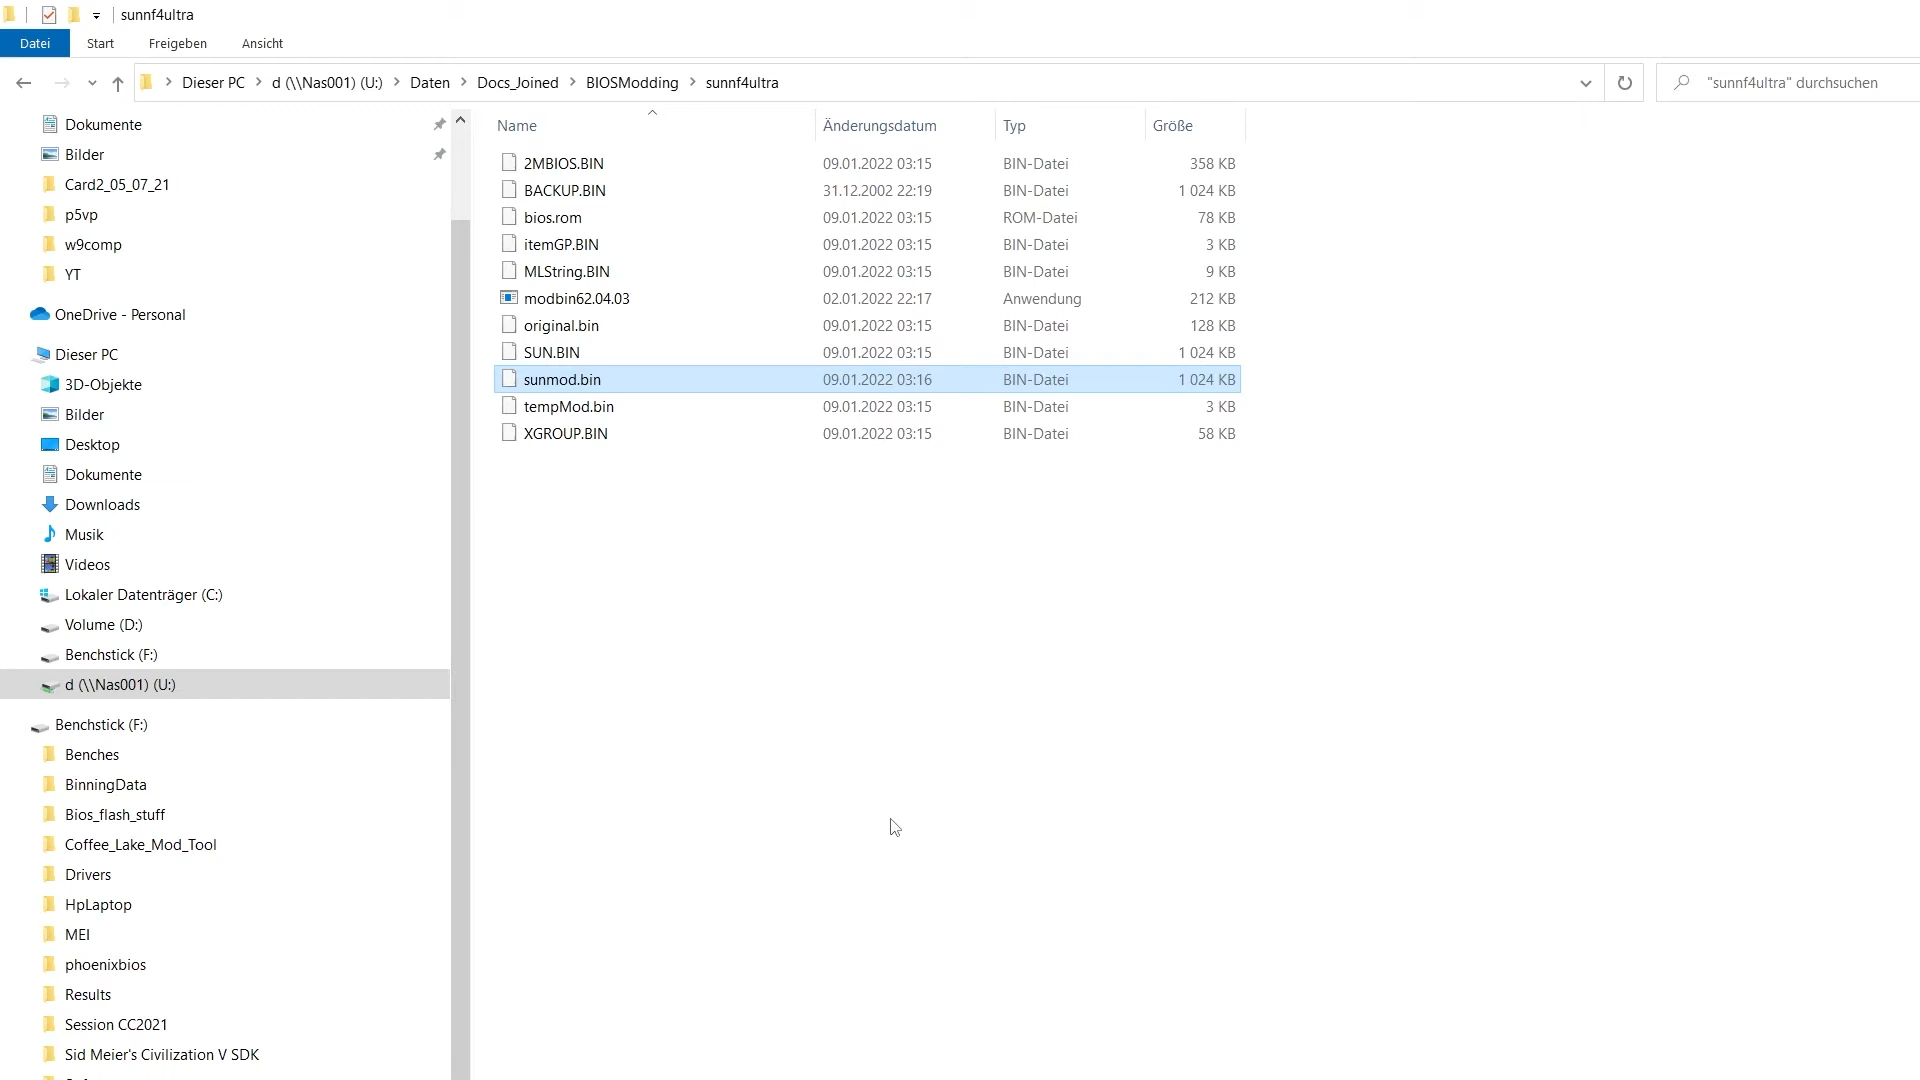 sunnf4ultra
Datei Start Freigeben Ansicht
Dieser PC d (\\Nas001) (U:) Daten Docs_Joined BIOSModding sunnf4ultra "sunnf4ultra" durchsuchen
Dokumente
Bilder
Card2_05_07_21
p5vp
w9comp
YT
OneDrive - Personal
Dieser PC
3D-Objekte
Bilder
Desktop
Dokumente
Downloads
Musik
Videos
Lokaler Datenträger (C:)
Volume (D:)
Benchstick (F:)
d (\\Nas001) (U:)
Benchstick (F:)
Benches
BinningData
Bios_flash_stuff
Coffee_Lake_Mod_Tool
Drivers
HpLaptop
MEI
phoenixbios
Results
Session CC2021
Sid Meier's Civilization V SDK
Name Änderungsdatum Typ Größe
2MBIOS.BIN 09.01.2022 03:15 BIN-Datei 358 KB
BACKUP.BIN 31.12.2002 22:19 BIN-Datei 1 024 KB
bios.rom 09.01.2022 03:15 ROM-Datei 78 KB
itemGP.BIN 09.01.2022 03:15 BIN-Datei 3 KB
MLString.BIN 09.01.2022 03:15 BIN-Datei 9 KB
modbin62.04.03 02.01.2022 22:17 Anwendung 212 KB
original.bin 09.01.2022 03:15 BIN-Datei 128 KB
SUN.BIN 09.01.2022 03:15 BIN-Datei 1 024 KB
sunmod.bin 09.01.2022 03:16 BIN-Datei 1 024 KB
tempMod.bin 09.01.2022 03:15 BIN-Datei 3 KB
XGROUP.BIN 09.01.2022 03:15 BIN-Datei 58 KB